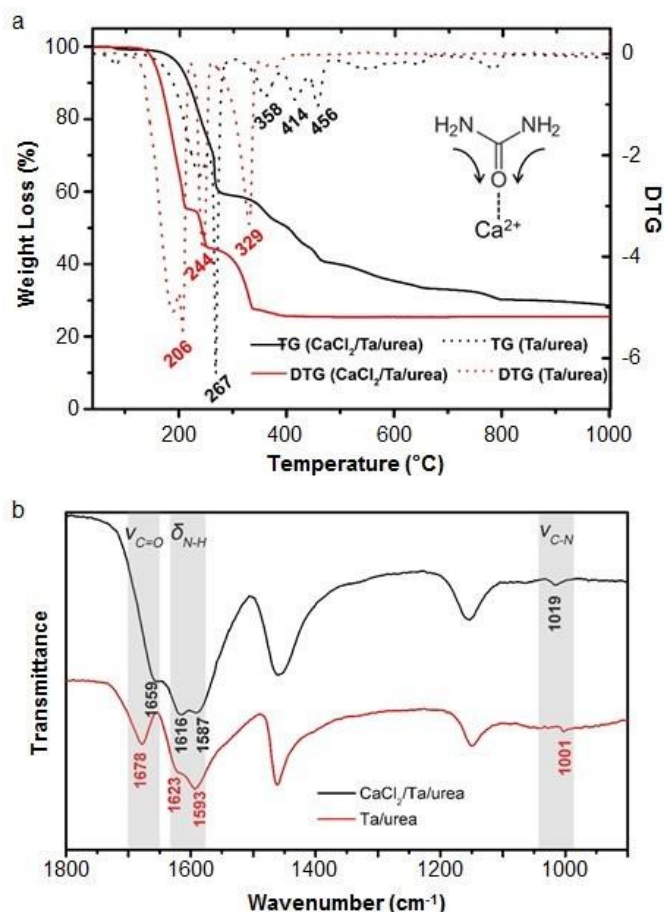 a
100
80
60
40
20
0
Weight Loss (%)
0
-2
-4
-6
DTG
200
400
600
800
1000
Temperature (°C)
206
244
267
329
358
414
456
H₂N
NH₂
O
Ca²⁺
TG (CaCl₂/Ta/urea)
TG (Ta/urea)
DTG (CaCl₂/Ta/urea)
DTG (Ta/urea)
b
νC=O
δN-H
νC-N
1659
1616
1587
1019
1678
1623
1593
1001
Transmittance
CaCl₂/Ta/urea
Ta/urea
1800
1600
1400
1200
1000
Wavenumber (cm⁻¹)